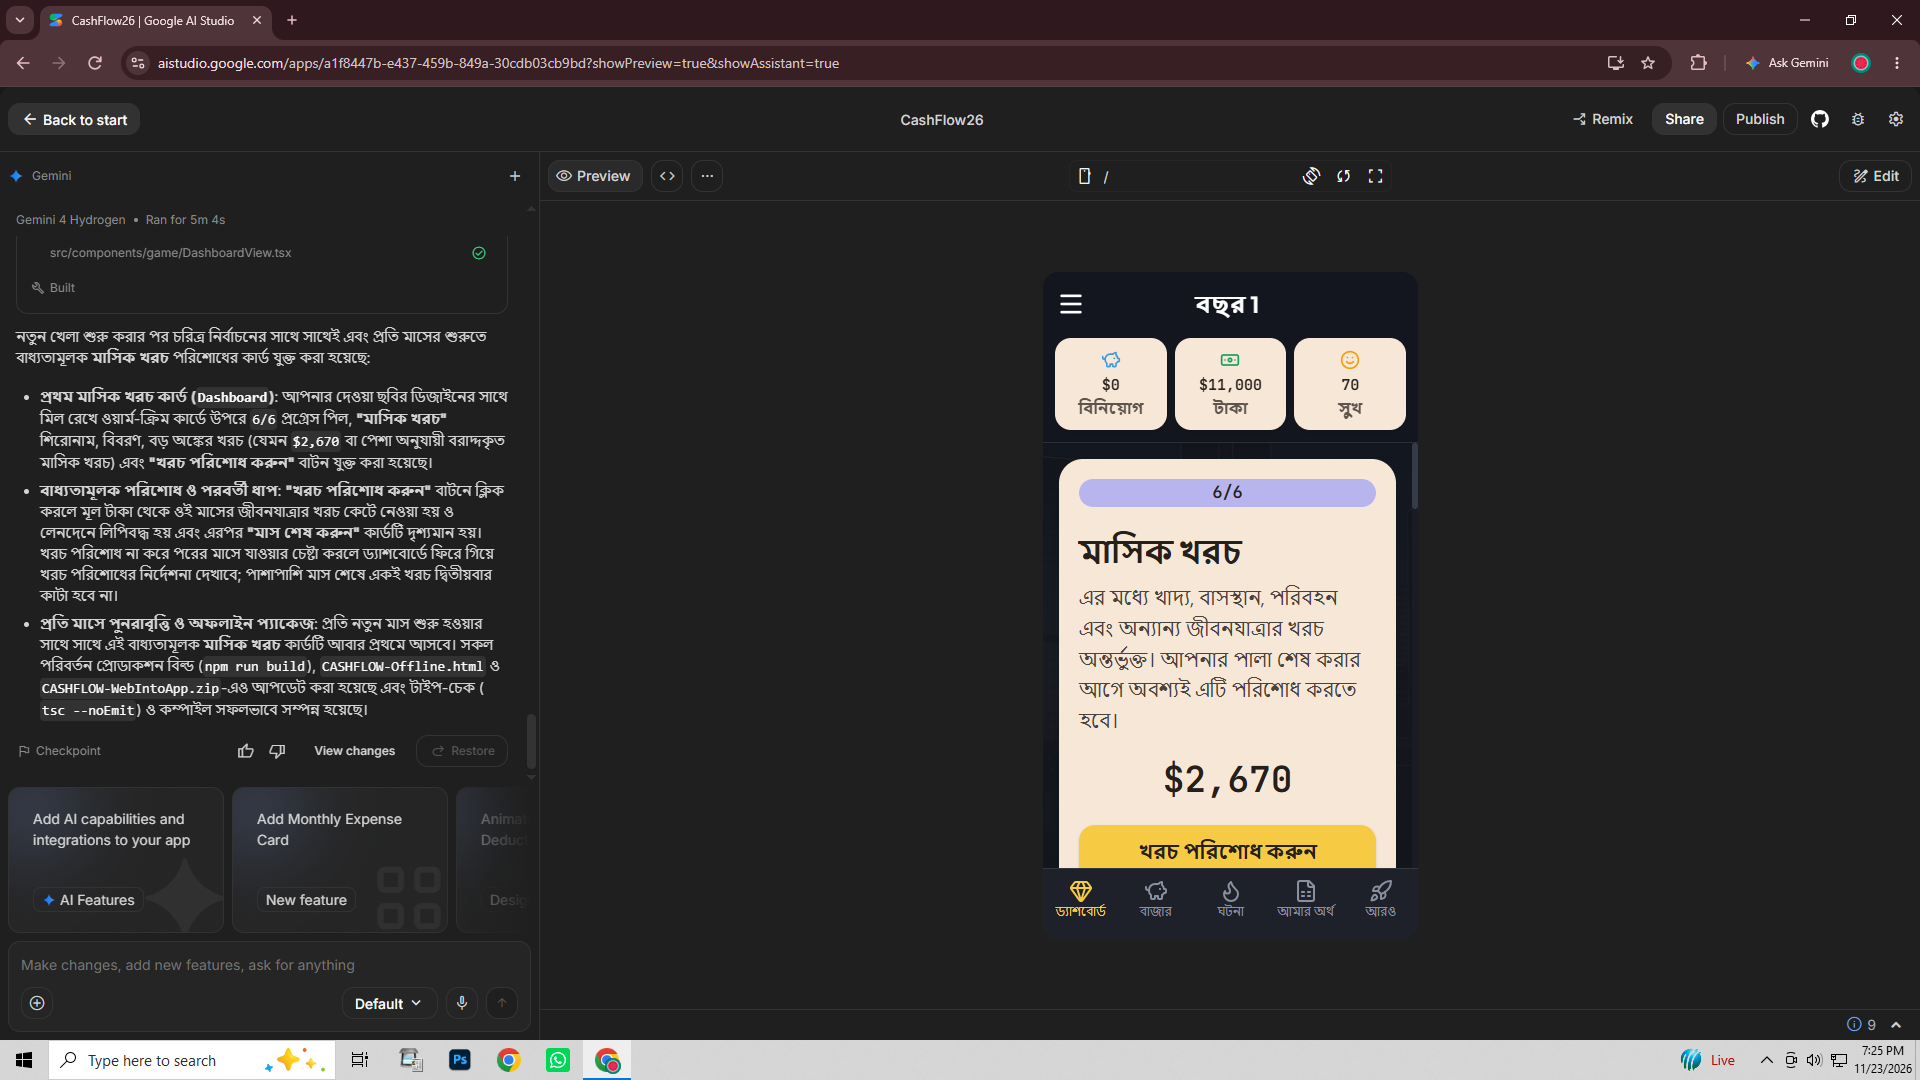 CashFlow26 | Google AI Studio
aistudio.google.com/apps/a1f8447b-e437-459b-849a-30cdb03cb9bd?showPreview=true&showAssistant=true
Ask Gemini
Back to start
CashFlow26
Remix
Share
Publish
Gemini
Preview
/
Edit
Gemini 4 Hydrogen • Ran for 5m 4s
src/components/game/DashboardView.tsx
Built
নতুন খেলা শুরু করার পর চরিত্র নির্বাচনের সাথে সাথেই এবং প্রতি মাসের শুরুতে
বাধ্যতামূলক মাসিক খরচ পরিশোধের কার্ড যুক্ত করা হয়েছে:
• প্রথম মাসিক খরচ কার্ড (Dashboard): আপনার দেওয়া ছবির ডিজাইনের সাথে
মিল রেখে ওয়ার্ম-ক্রিম কার্ডে উপরে 6/6 প্রগ্রেস পিল, "মাসিক খরচ"
শিরোনাম, বিবরণ, বড় অঙ্কের খরচ (যেমন $2,670 বা পেশা অনুযায়ী বরাদ্দকৃত
মাসিক খরচ) এবং "খরচ পরিশোধ করুন" বাটন যুক্ত করা হয়েছে।
• বাধ্যতামূলক পরিশোধ ও পরবর্তী ধাপ: "খরচ পরিশোধ করুন" বাটনে ক্লিক
করলে মূল টাকা থেকে ওই মাসের জীবনযাত্রার খরচ কেটে নেওয়া হয় ও
লেনদেনে লিপিবদ্ধ হয় এবং এরপর "মাস শেষ করুন" কার্ডটি দৃশ্যমান হয়।
খরচ পরিশোধ না করে পরের মাসে যাওয়ার চেষ্টা করলে ড্যাশবোর্ডে ফিরে গিয়ে
খরচ পরিশোধের নির্দেশনা দেখাবে; পাশাপাশি মাস শেষে একই খরচ দ্বিতীয়বার
কাটা হবে না।
• প্রতি মাসে পুনরাবৃত্তি ও অফলাইন প্যাকেজ: প্রতি নতুন মাস শুরু হওয়ার
সাথে সাথে এই বাধ্যতামূলক মাসিক খরচ কার্ডটি আবার প্রথমে আসবে। সকল
পরিবর্তন প্রোডাকশন বিল্ড (npm run build), CASHFLOW-Offline.html ও
CASHFLOW-WebIntoApp.zip-এও আপডেট করা হয়েছে এবং টাইপ-চেক (
tsc --noEmit) ও কম্পাইল সফলভাবে সম্পন্ন হয়েছে।
Checkpoint
View changes
Restore
Add AI capabilities and
integrations to your app
AI Features
Add Monthly Expense
Card
New feature
Make changes, add new features, ask for anything
Default
বছর 1
$0
বিনিয়োগ
$11,000
টাকা
70
সুখ
6/6
মাসিক খরচ
এর মধ্যে খাদ্য, বাসস্থান, পরিবহন
এবং অন্যান্য জীবনযাত্রার খরচ
অন্তর্ভুক্ত। আপনার পালা শেষ করার
আগে অবশ্যই এটি পরিশোধ করতে
হবে।
$2,670
খরচ পরিশোধ করুন
ড্যাশবোর্ড
বাজার
ঘটনা
আমার অর্থ
আরও
9
Type here to search
Ps
Live
7:25 PM
11/23/2026